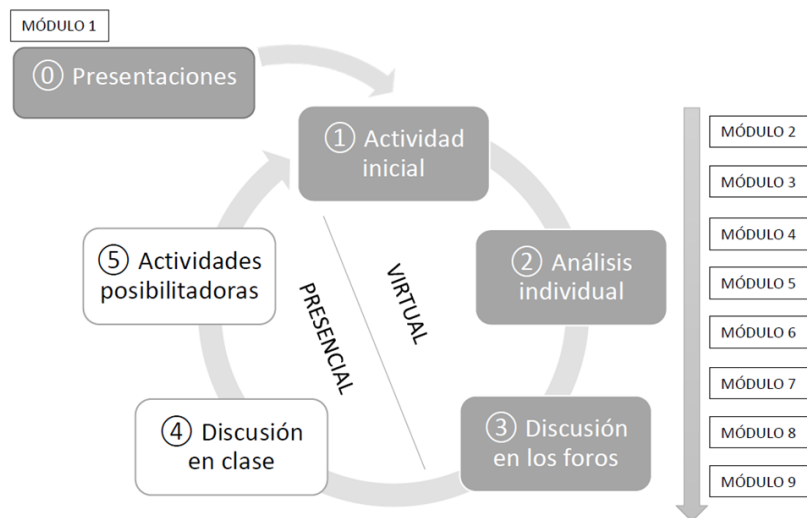 MÓDULO 1
⓪ Presentaciones
① Actividad
inicial
② Análisis
individual
③ Discusión
en los foros
④ Discusión
en clase
⑤ Actividades
posibilitadoras
PRESENCIAL
VIRTUAL
MÓDULO 2
MÓDULO 3
MÓDULO 4
MÓDULO 5
MÓDULO 6
MÓDULO 7
MÓDULO 8
MÓDULO 9